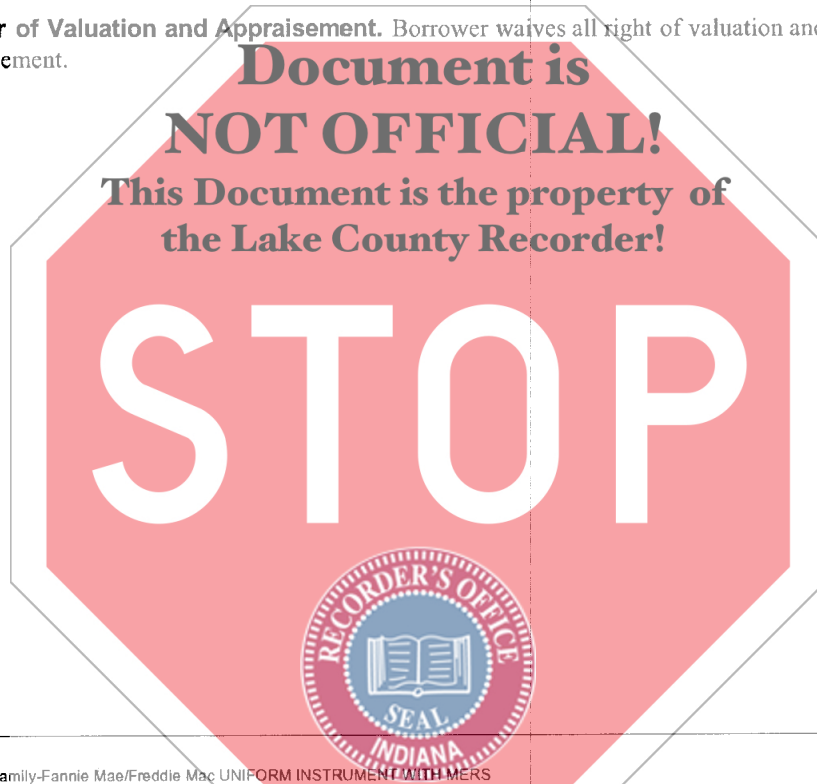 r of Valuation and Appraisement. Borrower waives all right of valuation and
ement.
Document is
NOT OFFICIAL!
This Document is the property of
the Lake County Recorder!
STOP
RECORDER'S OFFICE
SEAL
INDIANA
amily-Fannie Mae/Freddie Mac UNIFORM INSTRUMENT WITH MERS